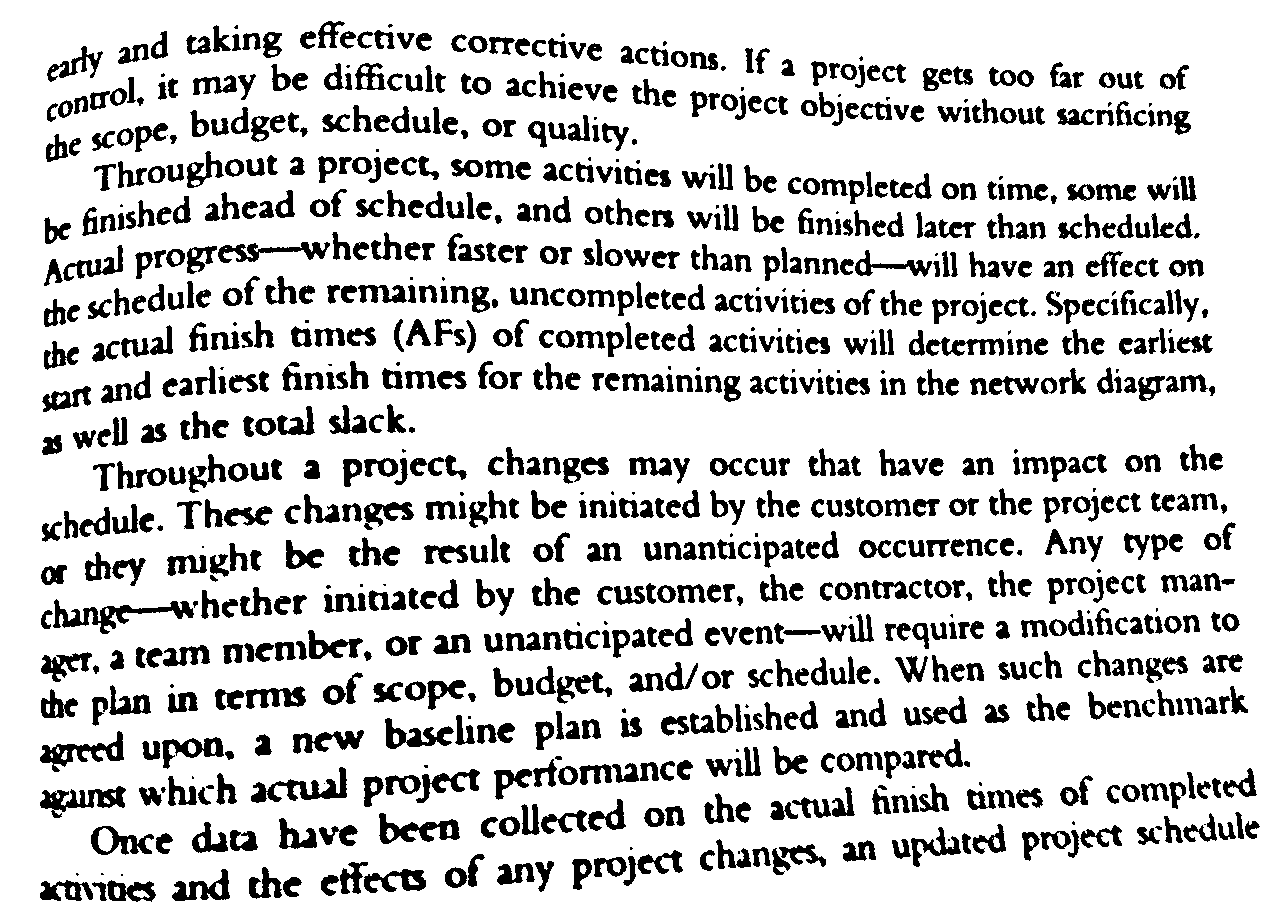 early and taking effective corrective actions. If a project gets too far out of
control, it may be difficult to achieve the project objective without sacrificing
the scope, budget, schedule, or quality.
Throughout a project, some activities will be completed on time, some will
be finished ahead of schedule, and others will be finished later than scheduled.
Actual progress—whether faster or slower than planned—will have an effect on
the schedule of the remaining, uncompleted activities of the project. Specifically,
the actual finish times (AFs) of completed activities will determine the earliest
start and earliest finish times for the remaining activities in the network diagram,
as well as the total slack.
Throughout a project, changes may occur that have an impact on the
schedule. These changes might be initiated by the customer or the project team,
or they might be the result of an unanticipated occurrence. Any type of
change—whether initiated by the customer, the contractor, the project man-
ager, a team member, or an unanticipated event—will require a modification to
the plan in terms of scope, budget, and/or schedule. When such changes are
agreed upon, a new baseline plan is established and used as the benchmark
against which actual project performance will be compared.
Once data have been collected on the actual finish times of completed
activities and the effects of any project changes, an updated project schedule